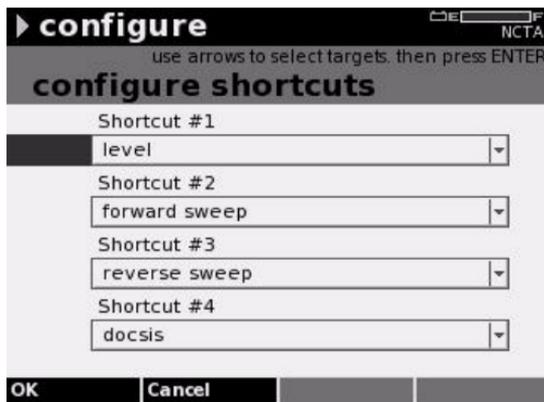 configure
E F
NCTA
use arrows to select targets. then press ENTER
configure shortcuts
Shortcut #1
level
Shortcut #2
forward sweep
Shortcut #3
reverse sweep
Shortcut #4
docsis
OK Cancel